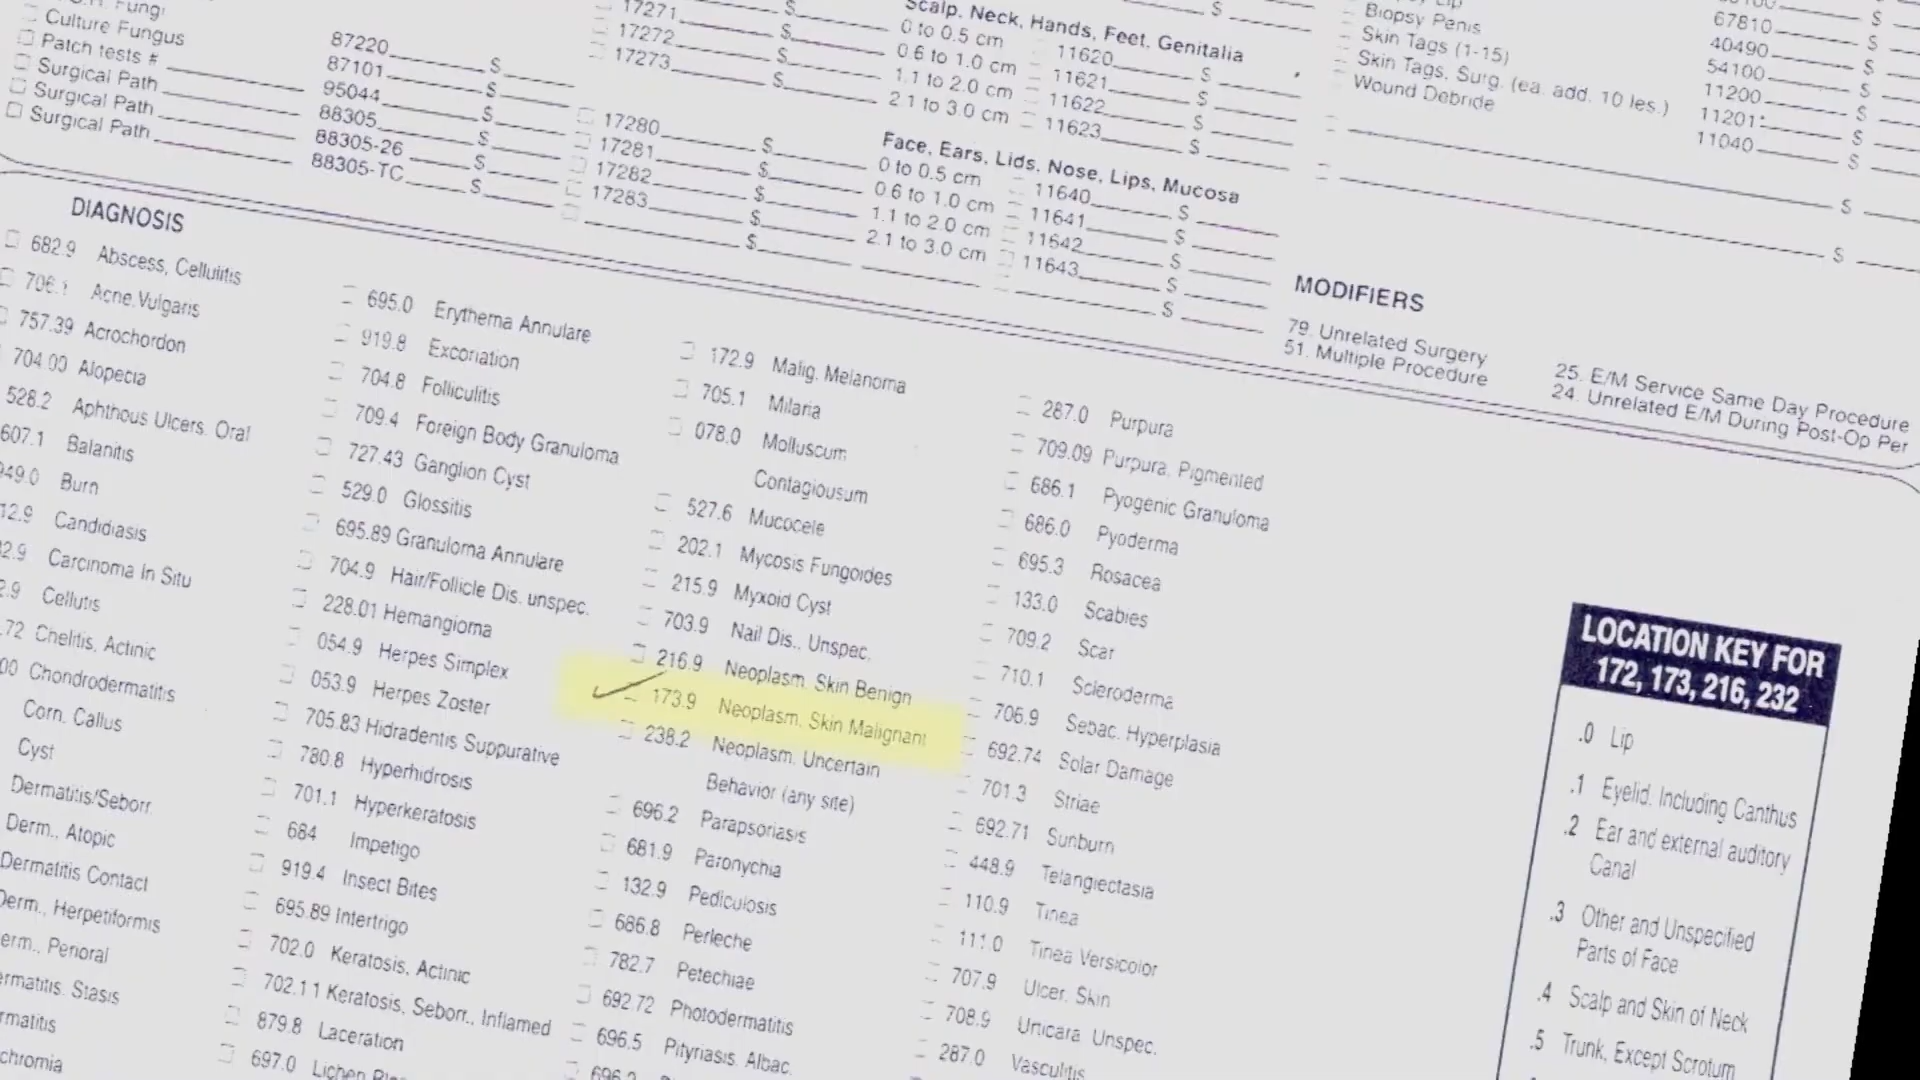 Culture Fungus
Patch tests #
Surgical Path
Surgical Path
Surgical Path
87220 $
87101 $
95044 $
88305 $
88305-26 $
88305-TC $
17271 $
17272 $
17273 $
17280 $
17281 $
17282 $
17283 $
$
Scalp, Neck, Hands, Feet, Genitalia
0 to 0.5 cm 11620 $
0.6 to 1.0 cm 11621 $
1.1 to 2.0 cm 11622 $
2.1 to 3.0 cm 11623 $
Face, Ears, Lids, Nose, Lips, Mucosa
0 to 0.5 cm 11640 $
0.6 to 1.0 cm 11641 $
1.1 to 2.0 cm 11642 $
2.1 to 3.0 cm 11643 $
$
Biopsy Penis
Skin Tags (1-15)
Skin Tags, Surg. (ea. add. 10 les.)
Wound Debride
67810 $
40490 $
54100 $
11200 $
11201 $
11040 $
$
$
MODIFIERS
79. Unrelated Surgery
51. Multiple Procedure
25. E/M Service Same Day Procedure
24. Unrelated E/M During Post-Op Per
DIAGNOSIS
682.9 Abscess, Cellulitis
706.1 Acne Vulgaris
757.39 Acrochordon
704.00 Alopecia
528.2 Aphthous Ulcers, Oral
607.1 Balanitis
949.0 Burn
12.9 Candidiasis
2.9 Carcinoma In Situ
2.9 Cellutis
.72 Cheilitis, Actinic
00 Chondrodermatitis
Corn, Callus
Cyst
Dermatitis/Seborr.
Derm., Atopic
Dermatitis Contact
Derm., Herpetiformis
erm., Perioral
ermatitis, Stasis
rmatitis
chromia
695.0 Erythema Annulare
919.8 Excoriation
704.8 Folliculitis
709.4 Foreign Body Granuloma
727.43 Ganglion Cyst
529.0 Glossitis
695.89 Granuloma Annulare
704.9 Hair/Follicle Dis. unspec.
228.01 Hemangioma
054.9 Herpes Simplex
053.9 Herpes Zoster
705.83 Hidradentis Suppurative
780.8 Hyperhidrosis
701.1 Hyperkeratosis
684 Impetigo
919.4 Insect Bites
695.89 Intertrigo
702.0 Keratosis, Actinic
702.11 Keratosis, Seborr., Inflamed
879.8 Laceration
697.0 Lichen
172.9 Malig. Melanoma
705.1 Milaria
078.0 Molluscum
Contagiousum
527.6 Mucocele
202.1 Mycosis Fungoides
215.9 Myxoid Cyst
703.9 Nail Dis., Unspec.
216.9 Neoplasm, Skin Benign
173.9 Neoplasm, Skin Malignant
238.2 Neoplasm, Uncertain
Behavior (any site)
696.2 Parapsoriasis
681.9 Paronychia
132.9 Pediculosis
686.8 Perleche
782.7 Petechiae
692.72 Photodermatitis
696.5 Pityriasis, Albac.
287.0 Purpura
709.09 Purpura, Pigmented
686.1 Pyogenic Granuloma
686.0 Pyoderma
695.3 Rosacea
133.0 Scabies
709.2 Scar
710.1 Scleroderma
706.9 Sebac. Hyperplasia
692.74 Solar Damage
701.3 Striae
692.71 Sunburn
448.9 Telangiectasia
110.9 Tinea
111.0 Tinea Versicolor
707.9 Ulcer, Skin
708.9 Uricara, Unspec.
287.0 Vasculitis
LOCATION KEY FOR
172, 173, 216, 232
.0 Lip
.1 Eyelid, Including Canthus
.2 Ear and external auditory
Canal
.3 Other and Unspecified
Parts of Face
.4 Scalp and Skin of Neck
.5 Trunk, Except Scrotum